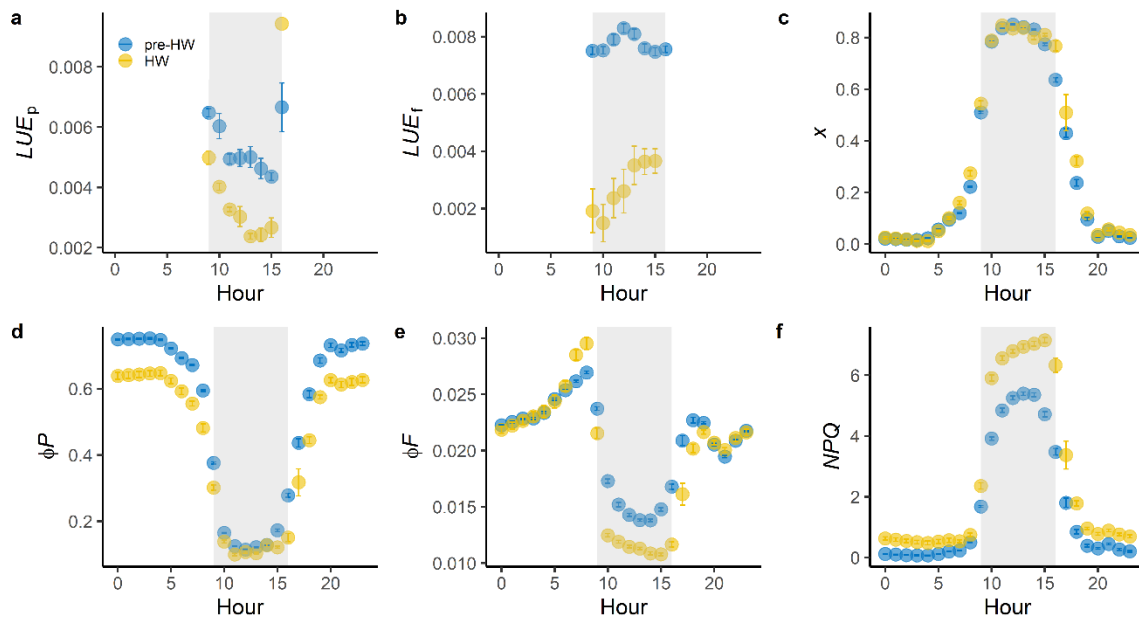 a
pre-HW
HW
0.008
0.006
0.004
0.002
LUEp
0 5 10 15 20
Hour
b
0.008
0.006
0.004
0.002
LUEf
0 5 10 15 20
Hour
c
0.8
0.6
0.4
0.2
0.0
x
0 5 10 15 20
Hour
d
0.6
0.4
0.2
ϕP
0 5 10 15 20
Hour
e
0.030
0.025
0.020
0.015
0.010
ϕF
0 5 10 15 20
Hour
f
6
4
2
0
NPQ
0 5 10 15 20
Hour